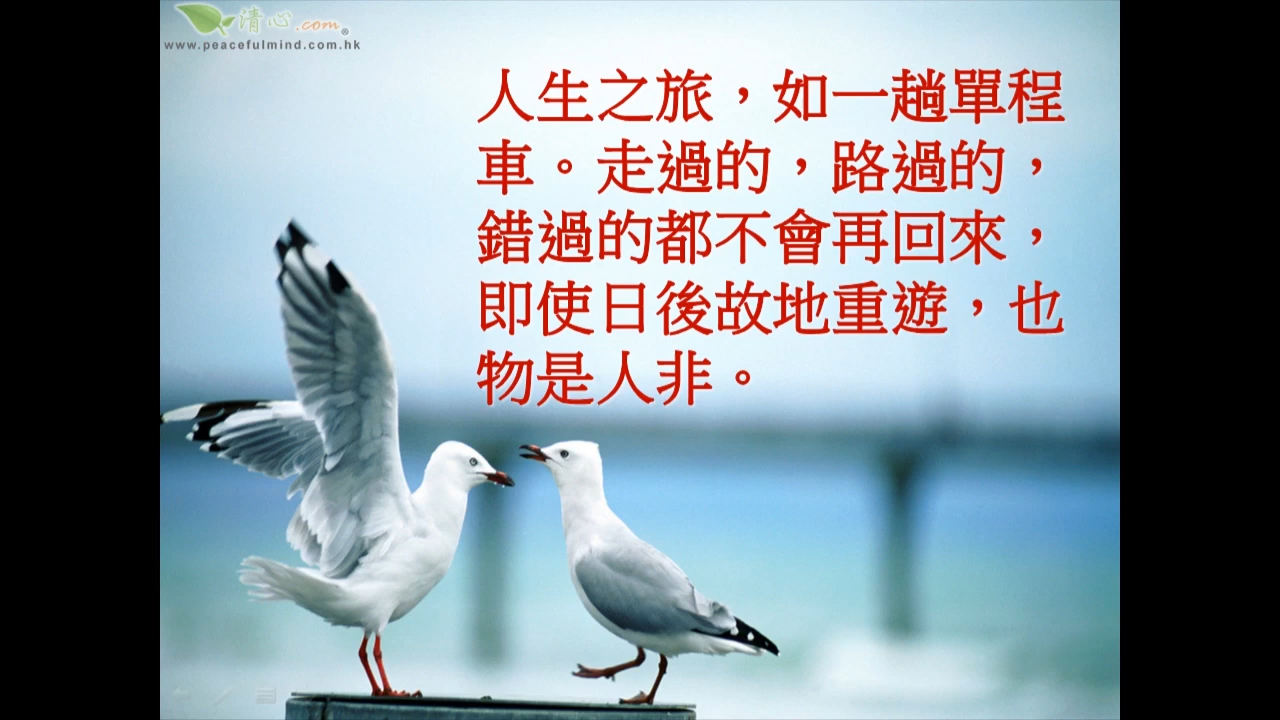 清心.com®
www.peacefulmind.com.hk
人生之旅，如一趟單程
車。走過的，路過的，
錯過的都不會再回來，
即使日後故地重遊，也
物是人非。